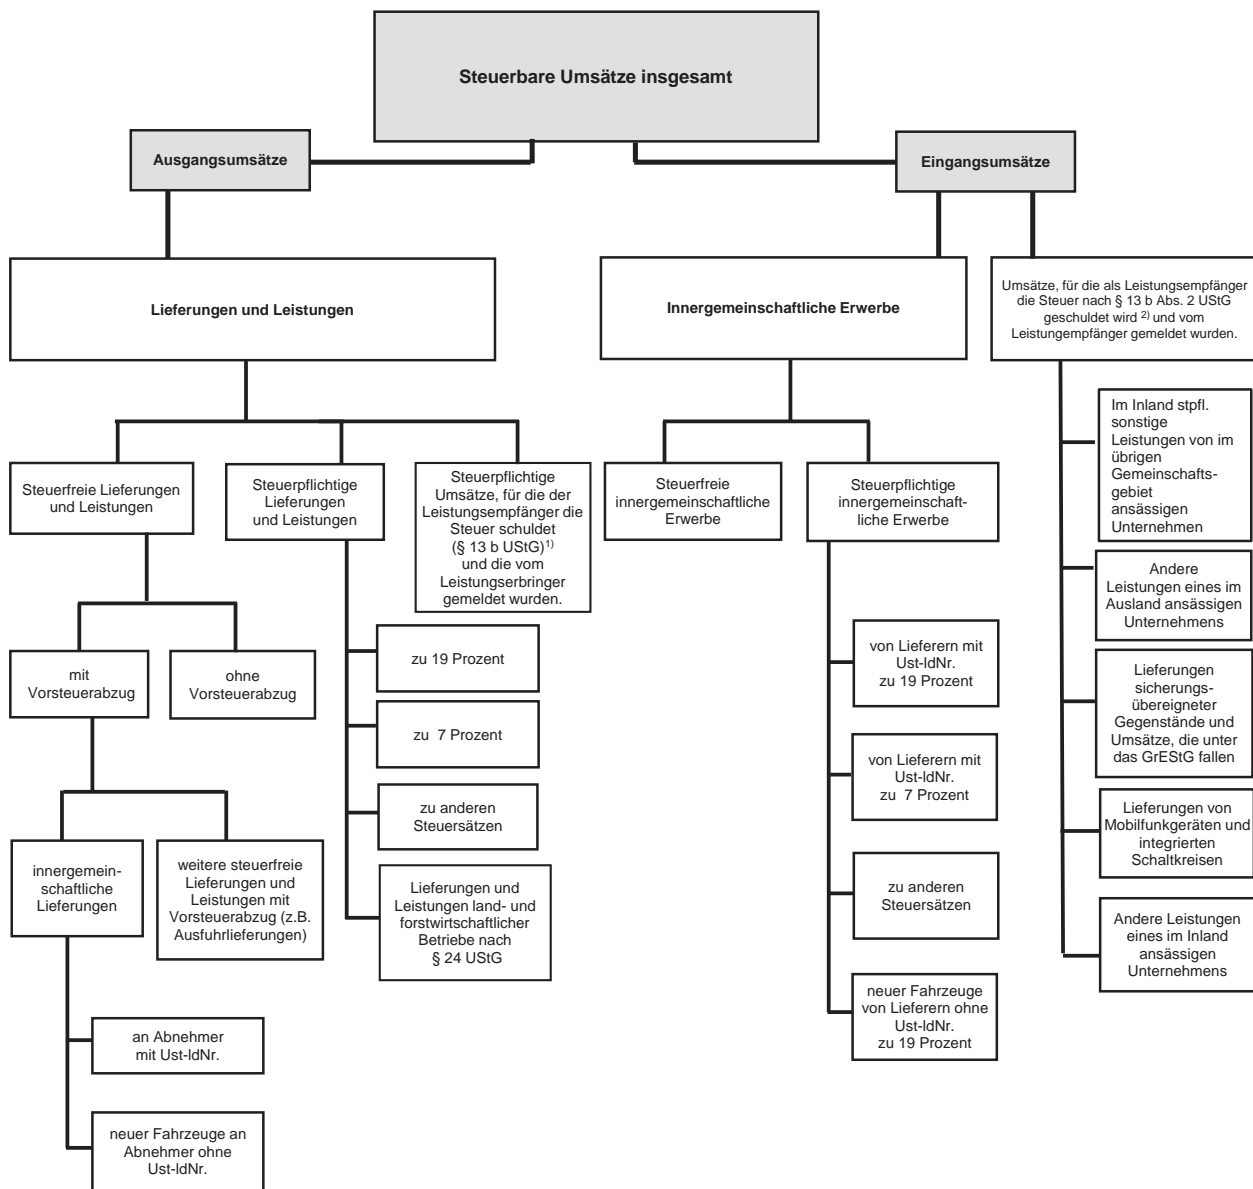 Steuerbare Umsätze insgesamt
Ausgangsumsätze
Eingangsumsätze
Lieferungen und Leistungen
Innergemeinschaftliche Erwerbe
Umsätze, für die als Leistungsempfänger
die Steuer nach § 13 b Abs. 2 UStG
geschuldet wird 2) und vom
Leistungempfänger gemeldet wurden.
Steuerfreie Lieferungen
und Leistungen
Steuerpflichtige
Lieferungen
und Leistungen
Steuerpflichtige
Umsätze, für die der
Leistungsempfänger die
Steuer schuldet
(§ 13 b UStG)1)
und die vom
Leistungserbringer
gemeldet wurden.
Steuerfreie
innergemeinschaftliche
Erwerbe
Steuerpflichtige
innergemeinschaft-
liche Erwerbe
Im Inland stpfl.
sonstige
Leistungen von im
übrigen
Gemeinschafts-
gebiet
ansässigen
Unternehmen
Andere
Leistungen eines im
Ausland ansässigen
Unternehmens
mit
Vorsteuerabzug
ohne
Vorsteuerabzug
zu 19 Prozent
zu 7 Prozent
zu anderen
Steuersätzen
Lieferungen und
Leistungen land- und
forstwirtschaftlicher
Betriebe nach
§ 24 UStG
von Lieferern mit
Ust-IdNr.
zu 19 Prozent
von Lieferern mit
Ust-IdNr.
zu 7 Prozent
zu anderen
Steuersätzen
neuer Fahrzeuge
von Lieferern ohne
Ust-IdNr.
zu 19 Prozent
Lieferungen
sicherungs-
übereigneter
Gegenstände und
Umsätze, die unter
das GrEStG fallen
Lieferungen von
Mobilfunkgeräten und
integrierten
Schaltkreisen
Andere Leistungen
eines im Inland
ansässigen
Unternehmens
innergemein-
schaftliche
Lieferungen
weitere steuerfreie
Lieferungen und
Leistungen mit
Vorsteuerabzug (z.B.
Ausfuhrlieferungen)
an Abnehmer
mit Ust-IdNr.
neuer Fahrzeuge an
Abnehmer ohne
Ust-IdNr.